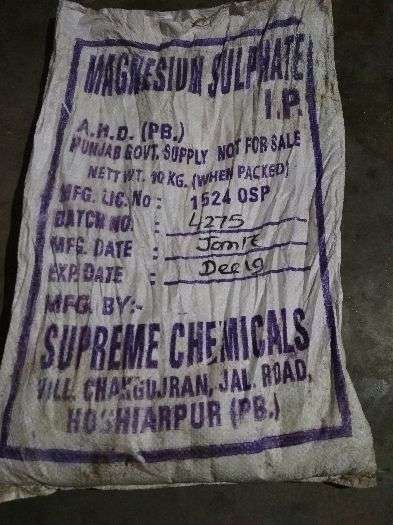 MAGNESIUM SULPHATE
I.P.
A.H.D. (PB.)
PUNJAB GOVT. SUPPLY NOT FOR SALE
NETT WT. 10 KG. (WHEN PACKED)
MFG. LIC. No : 1524 OSP
BATCH NO. : 4275
MFG. DATE :
EXP. DATE : Dec 19
MFG. BY:-
SUPREME CHEMICALS
VILL. CHAKGUJRAN, JAL. ROAD,
HOSHIARPUR (PB.)